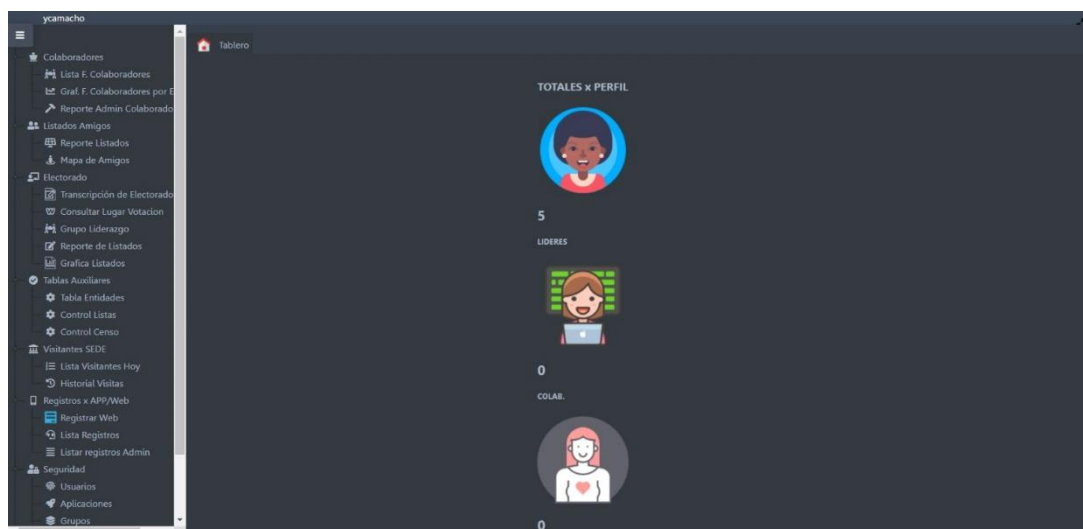 ycamacho
Colaboradores
Lista F. Colaboradores
Graf. F. Colaboradores por E
Reporte Admin Colaborado
Listados Amigos
Reporte Listados
Mapa de Amigos
Electorado
Transcripción de Electorado
Consultar Lugar Votacion
Grupo Liderazgo
Reporte de Listados
Grafica Listados
Tablas Auxiliares
Tabla Entidades
Control Listas
Control Censo
Visitantes SEDE
Lista Visitantes Hoy
Historial Visitas
Registros x APP/Web
Registrar Web
Lista Registros
Listar registros Admin
Seguridad
Usuarios
Aplicaciones
Grupos
Tablero
TOTALES x PERFIL
5
LIDERES
0
COLAB.
0